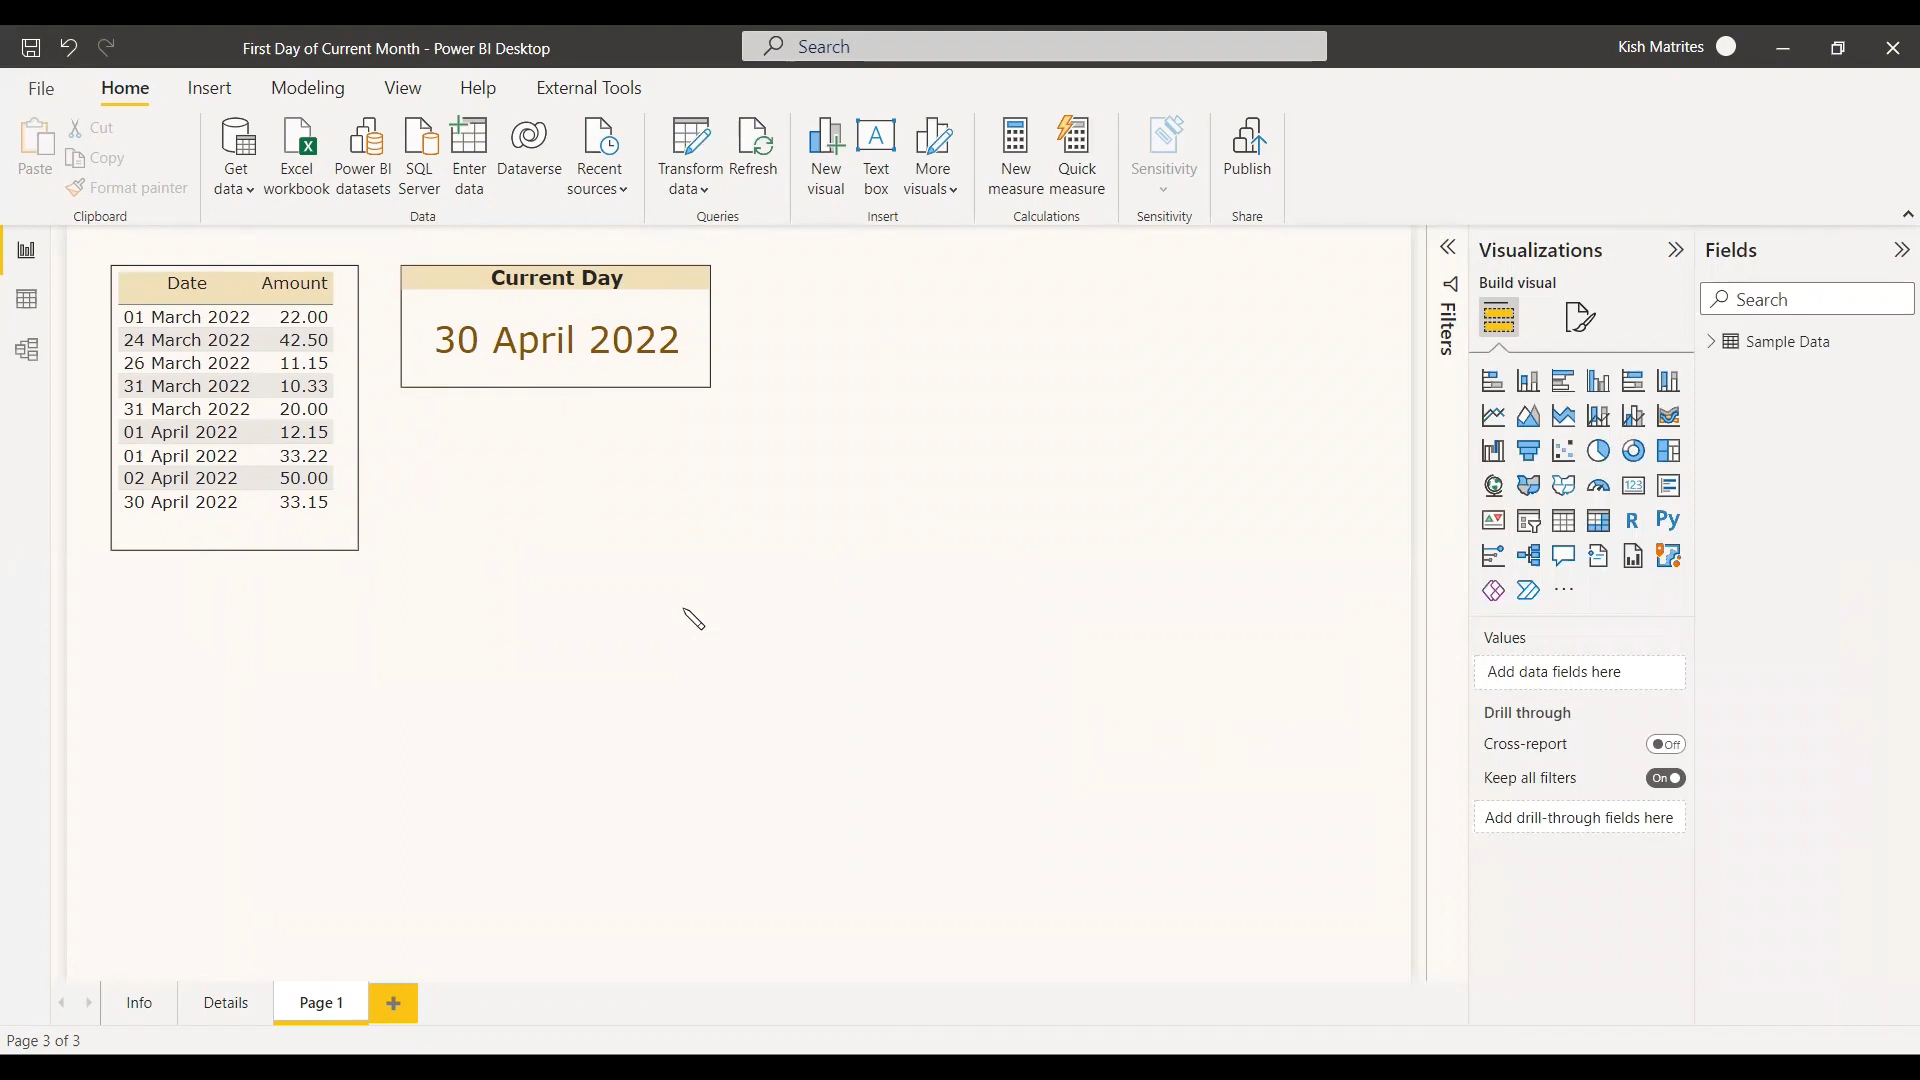 First Day of Current Month - Power BI Desktop
Search
Kish Matrites
File
Home
Insert
Modeling
View
Help
External Tools
Paste
Cut
Copy
Format painter
Clipboard
Get data
Excel workbook
Power BI datasets
SQL Server
Enter data
Dataverse
Recent sources
Data
Transform data
Refresh
Queries
New visual
Text box
More visuals
Insert
New measure
Quick measure
Calculations
Sensitivity
Sensitivity
Publish
Share
Date Amount
01 March 2022 22.00
24 March 2022 42.50
26 March 2022 11.15
31 March 2022 10.33
31 March 2022 20.00
01 April 2022 12.15
01 April 2022 33.22
02 April 2022 50.00
30 April 2022 33.15
Current Day
30 April 2022
Filters
Visualizations
Build visual
123
R
Py
...
Values
Add data fields here
Drill through
Cross-report
Off
Keep all filters
On
Add drill-through fields here
Fields
Search
Sample Data
Info
Details
Page 1
Page 3 of 3